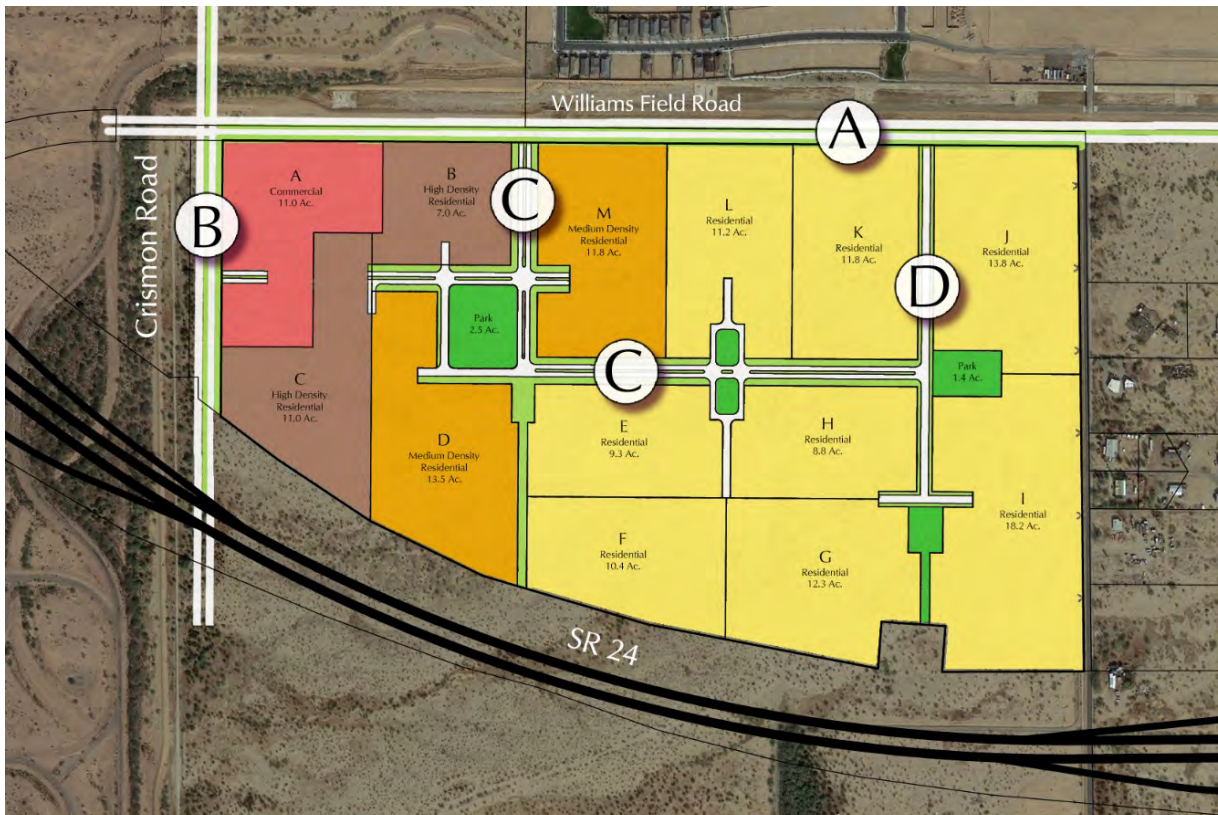 Williams Field Road
A
Crismon Road
B
A
Commercial
11.0 Ac.
B
High Density
Residential
7.0 Ac.
C
M
Medium Density
Residential
11.8 Ac.
L
Residential
11.2 Ac.
K
Residential
11.8 Ac.
J
Residential
13.8 Ac.
D
Park
2.5 Ac.
C
Park
1.4 Ac.
C
High Density
Residential
11.0 Ac.
D
Medium Density
Residential
13.5 Ac.
E
Residential
9.3 Ac.
H
Residential
8.8 Ac.
I
Residential
18.2 Ac.
F
Residential
10.4 Ac.
G
Residential
12.3 Ac.
SR 24